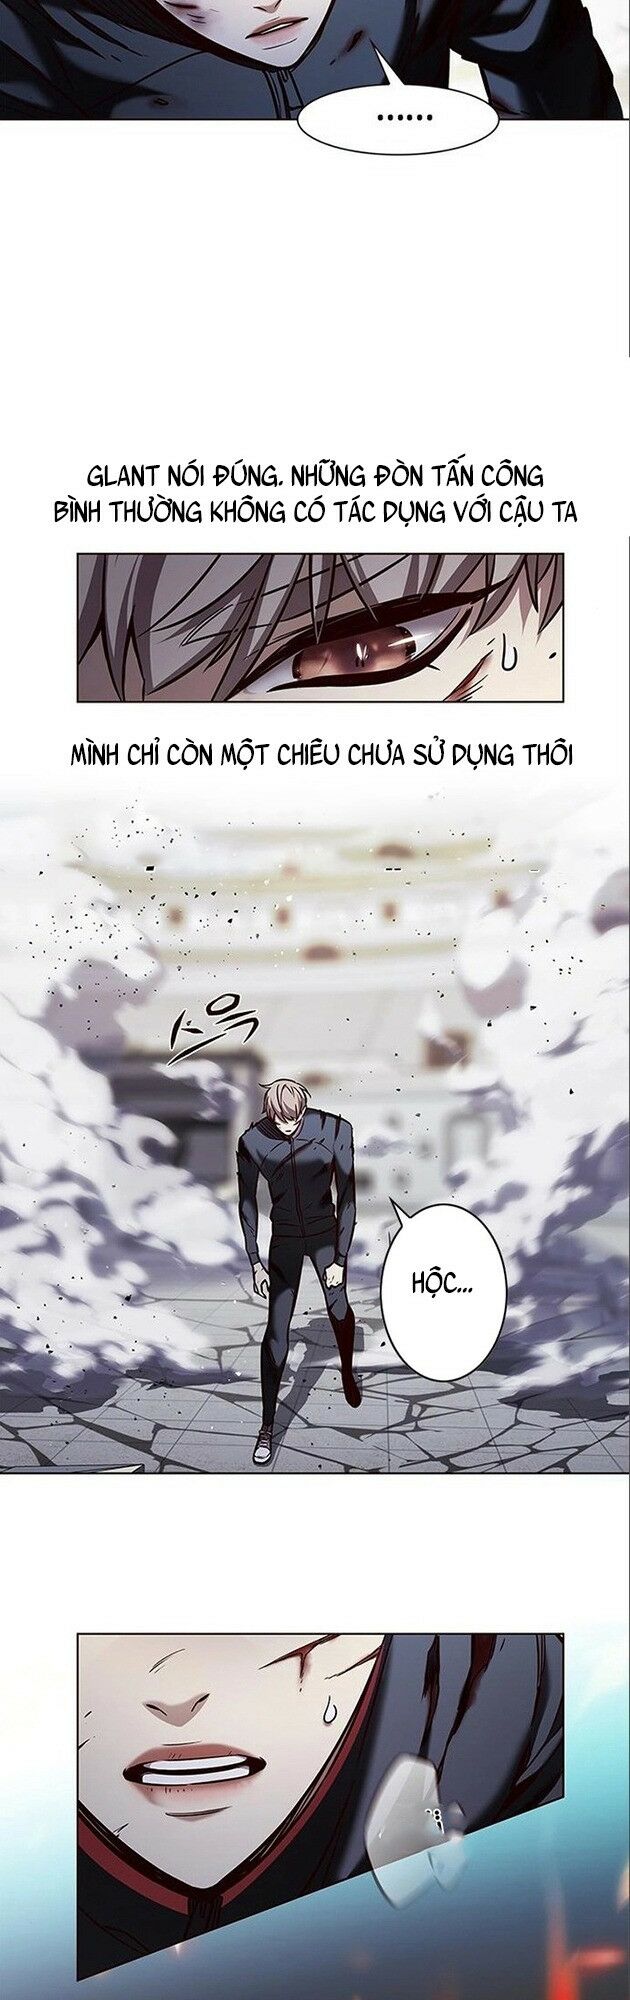 ......
GLANT NÓI ĐÚNG. NHỮNG ĐÒN TẤN CÔNG
BÌNH THƯỜNG KHÔNG CÓ TÁC DỤNG VỚI CẬU TA
MÌNH CHỈ CÒN MỘT CHIÊU CHƯA SỬ DỤNG THÔI
스윽
HỘC...
...